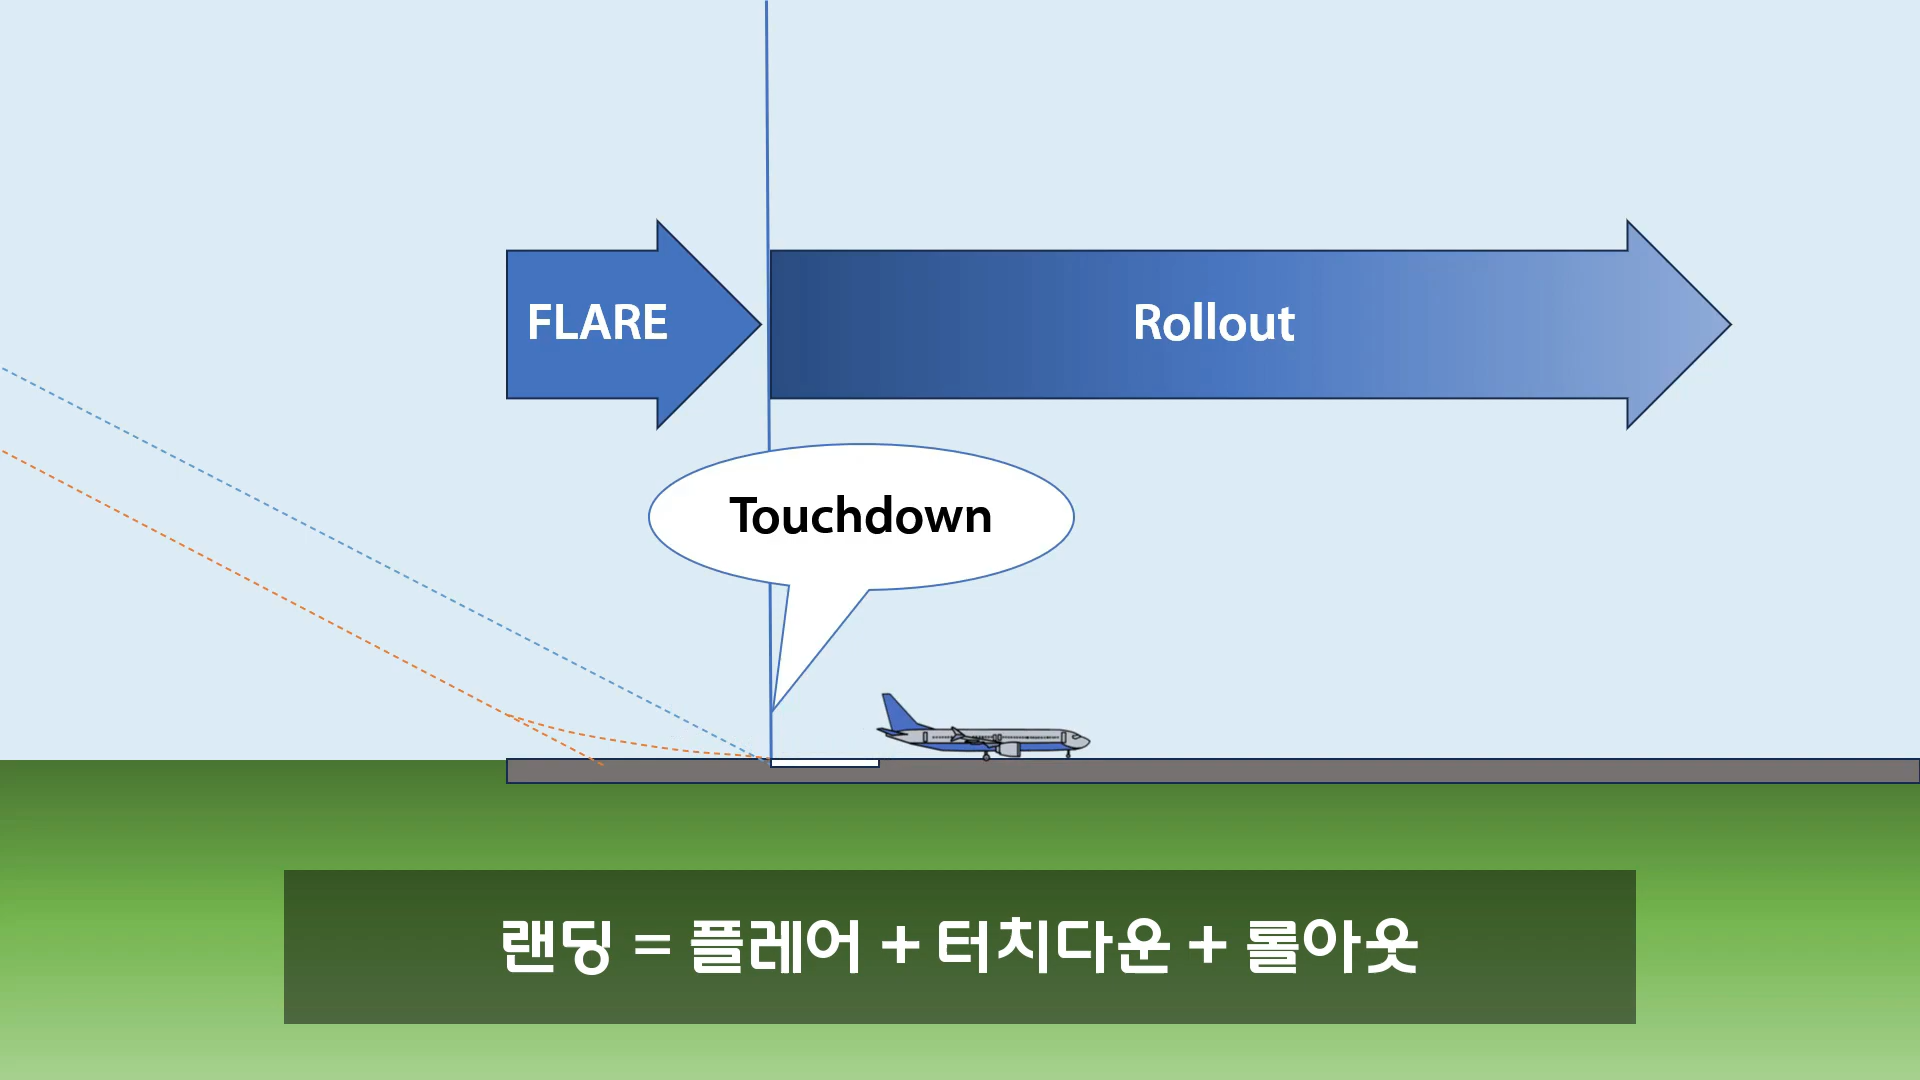 FLARE
Rollout
Touchdown
랜딩 = 플레어 + 터치다운 + 롤아웃